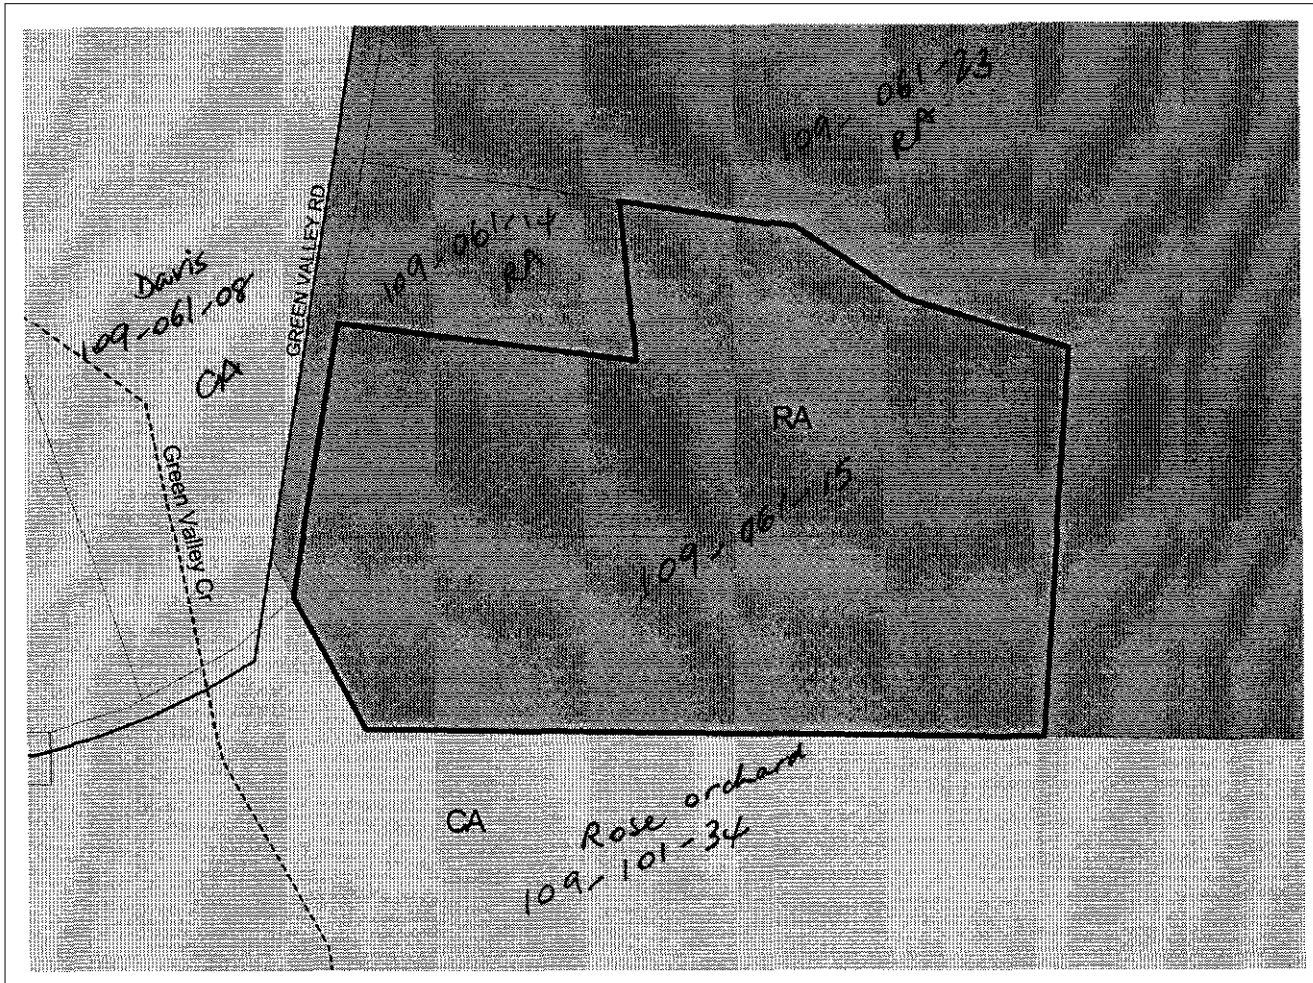 109-061-23
RA
109-061-14
RA
GREEN VALLEY RD
Davis
109-061-08
CA
Green Valley Cr
RA
109-061-15
CA
Rose orchard
109-101-34